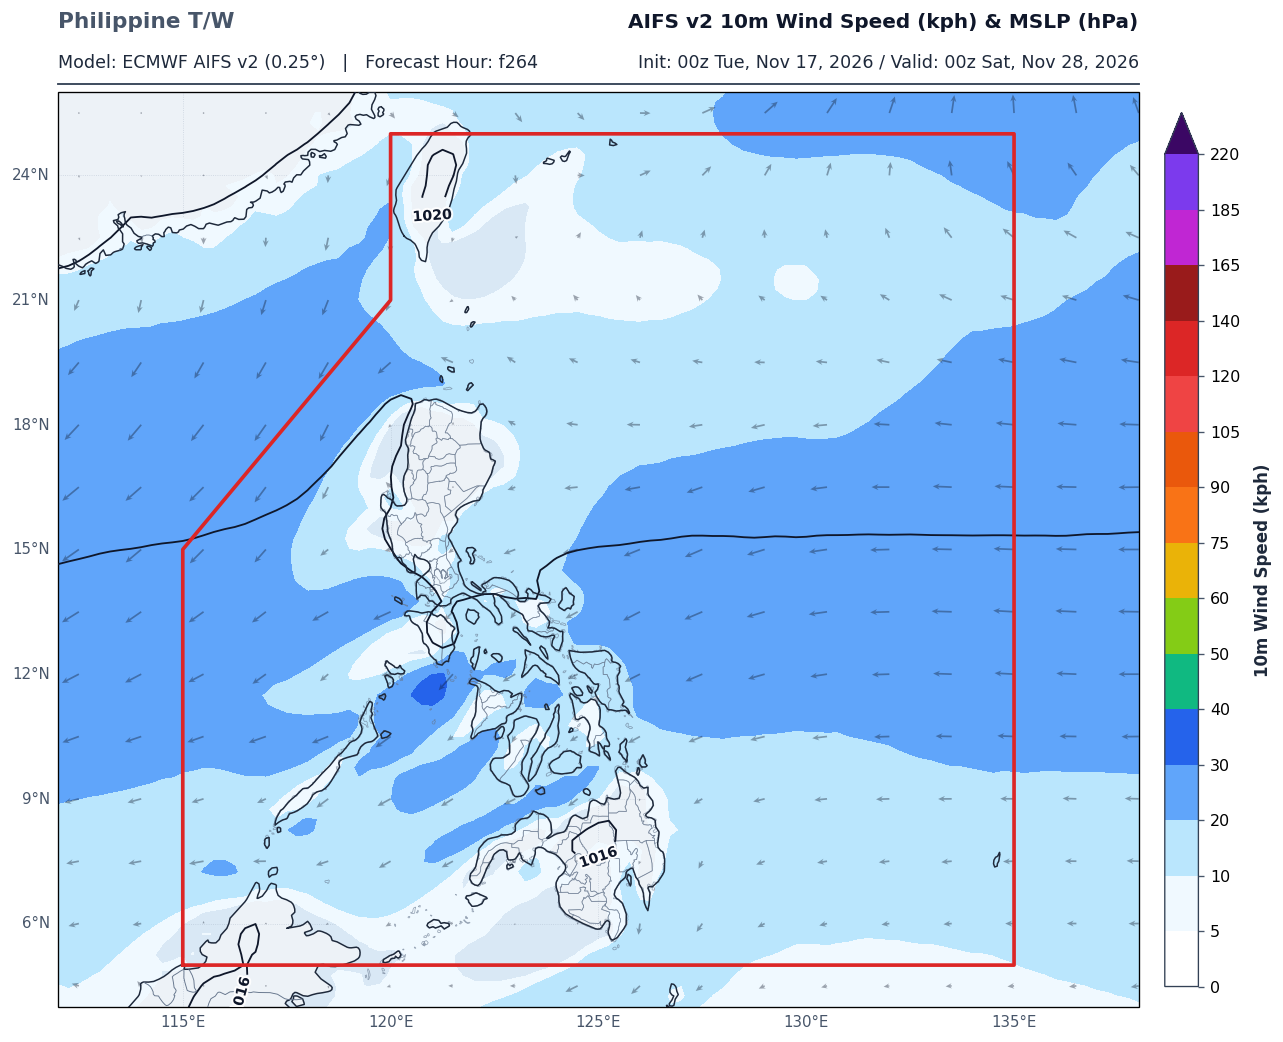 Philippine T/W
AIFS v2 10m Wind Speed (kph) & MSLP (hPa)
Model: ECMWF AIFS v2 (0.25°) | Forecast Hour: f264
Init: 00z Tue, Nov 17, 2026 / Valid: 00z Sat, Nov 28, 2026
24°N
21°N
18°N
15°N
12°N
9°N
6°N
1020
1016
016
115°E
120°E
125°E
130°E
135°E
220
185
165
140
120
105
90
75
60
50
40
30
20
10
5
0
10m Wind Speed (kph)